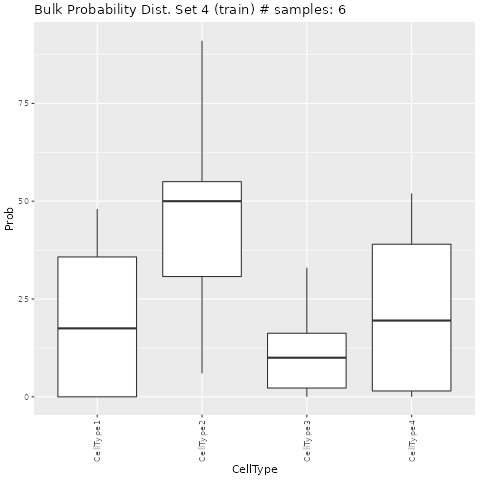 Bulk Probability Dist. Set 4 (train) # samples: 6
Prob
75
50
25
0
CellType1
CellType2
CellType3
CellType4
CellType